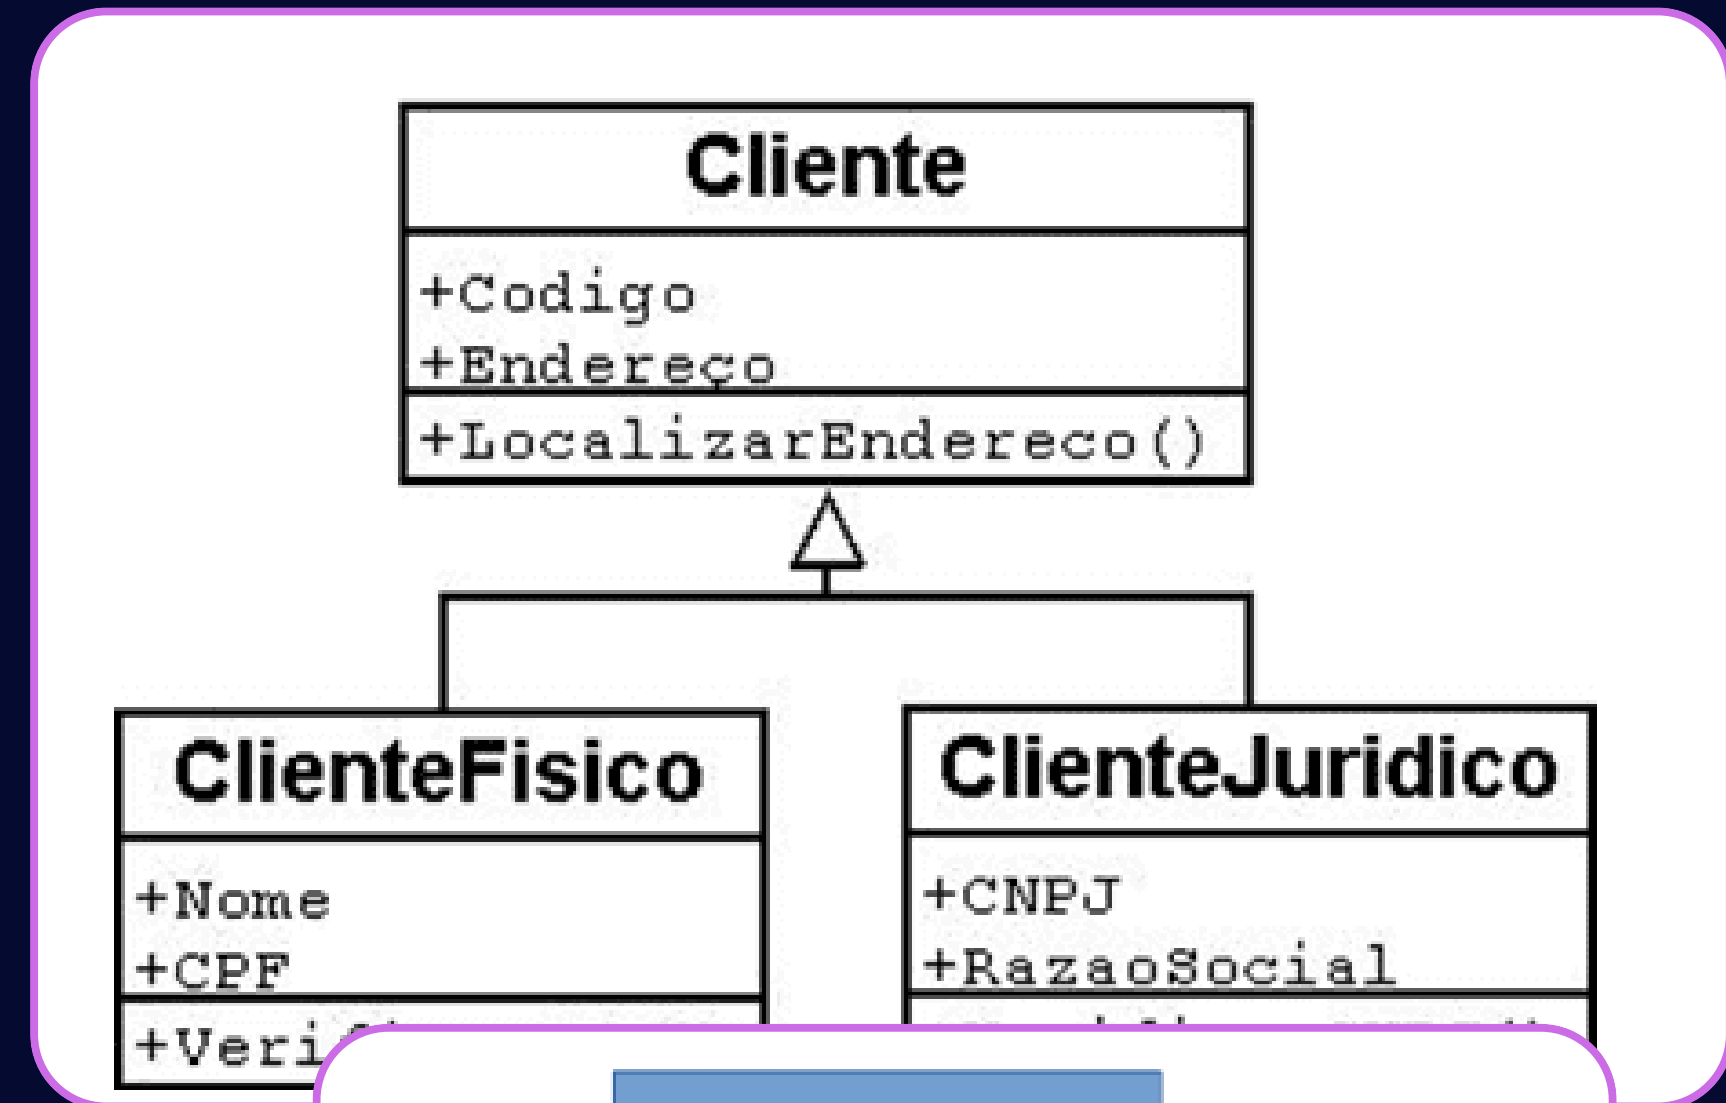 Cliente
+Codigo
+Endereço
+LocalizarEndereco()
ClienteFisico
+Nome
+CPF
ClienteJuridico
+CNPJ
+RazaoSocial